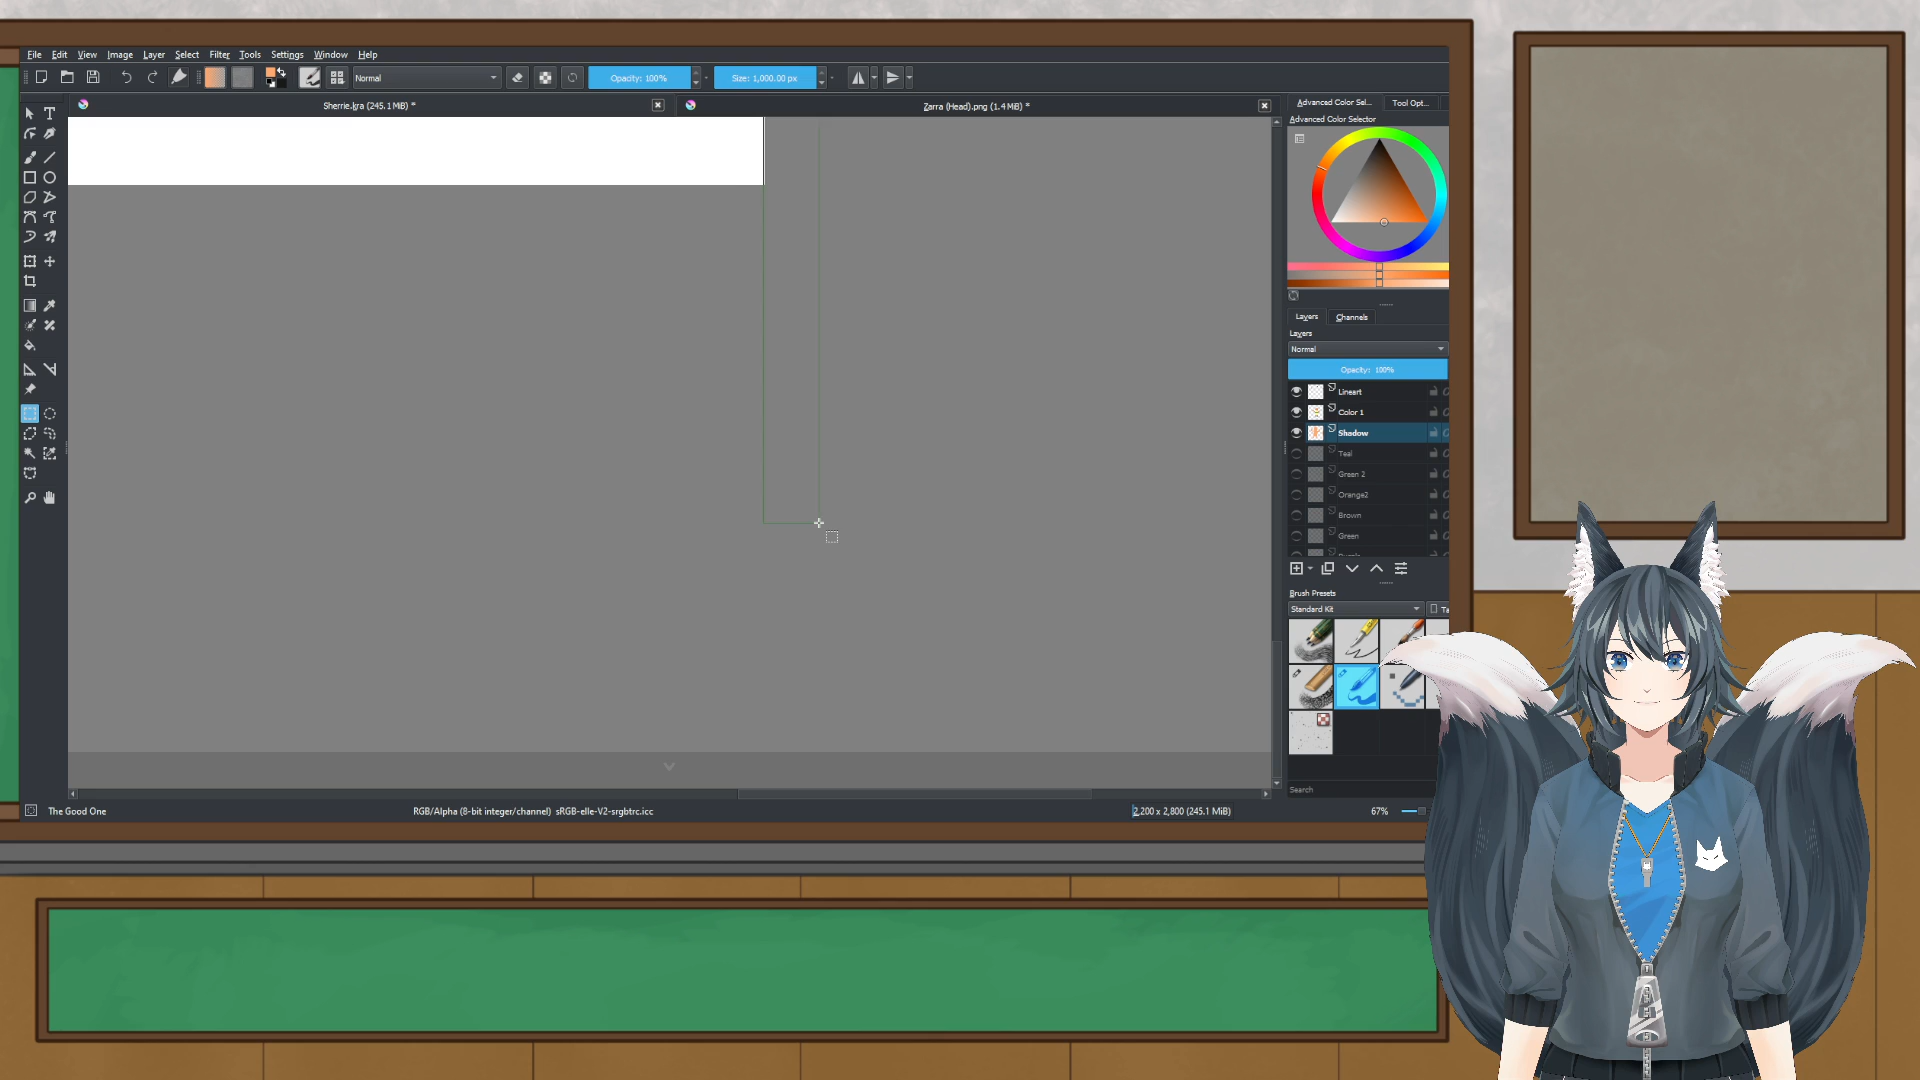 File Edit View Image Layer Select Filter Tools Settings Window Help
Normal
Opacity: 100%
Size: 1,000.00 px
Sherrie.kra (245.1 MiB) *
Zarra (Head).png (1.4 MiB) *
Advanced Color Sel...
Tool Opt...
Advanced Color Selector
Layers
Channels
Layers
Normal
Opacity: 100%
Lineart
Color 1
Shadow
Teal
Green 2
Orange2
Brown
Green
Brush Presets
Standard Kit
Ta
Search
The Good One
RGB/Alpha (8-bit integer/channel) sRGB-elle-V2-srgbtrc.icc
2,200 x 2,800 (245.1 MiB)
67%